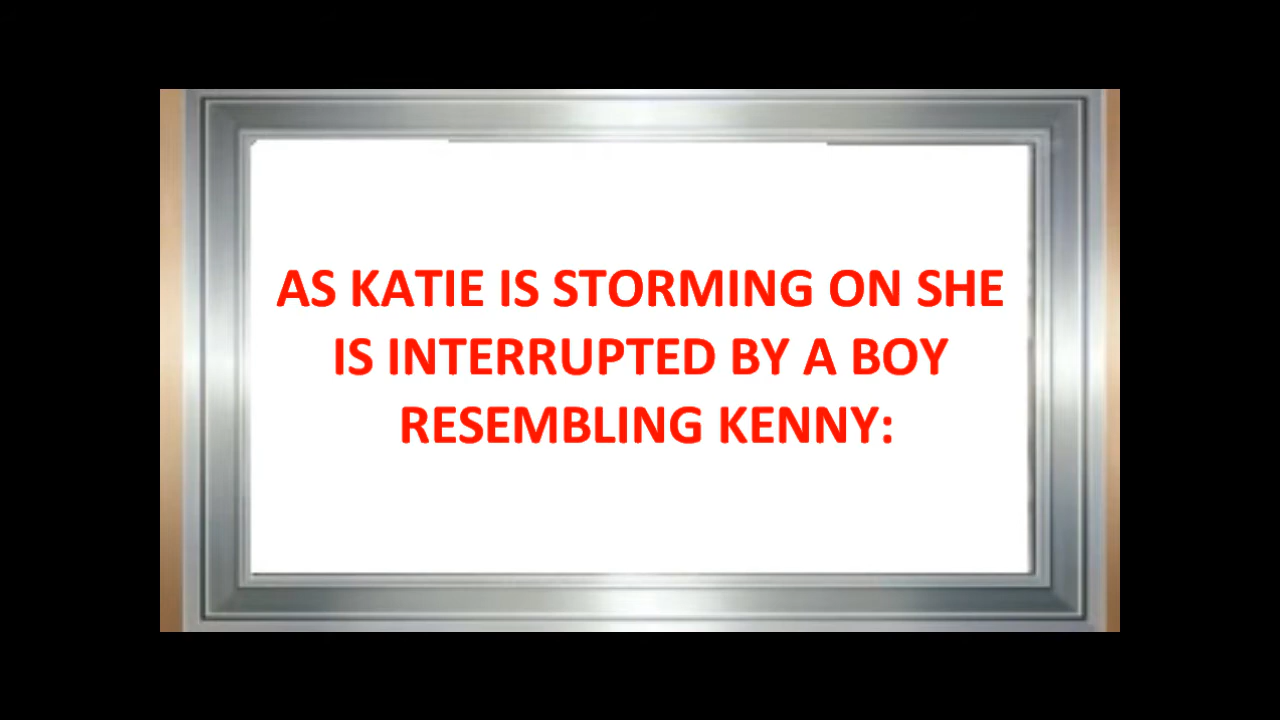 AS KATIE IS STORMING ON SHE
IS INTERRUPTED BY A BOY
RESEMBLING KENNY: